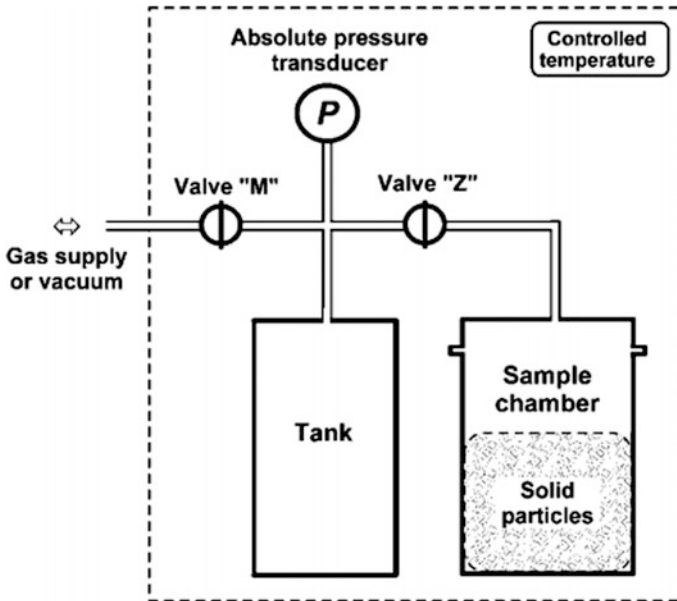 Absolute pressure
transducer
Controlled
temperature
P
Valve "M"
Valve "Z"
Gas supply
or vacuum
Tank
Sample
chamber
Solid
particles